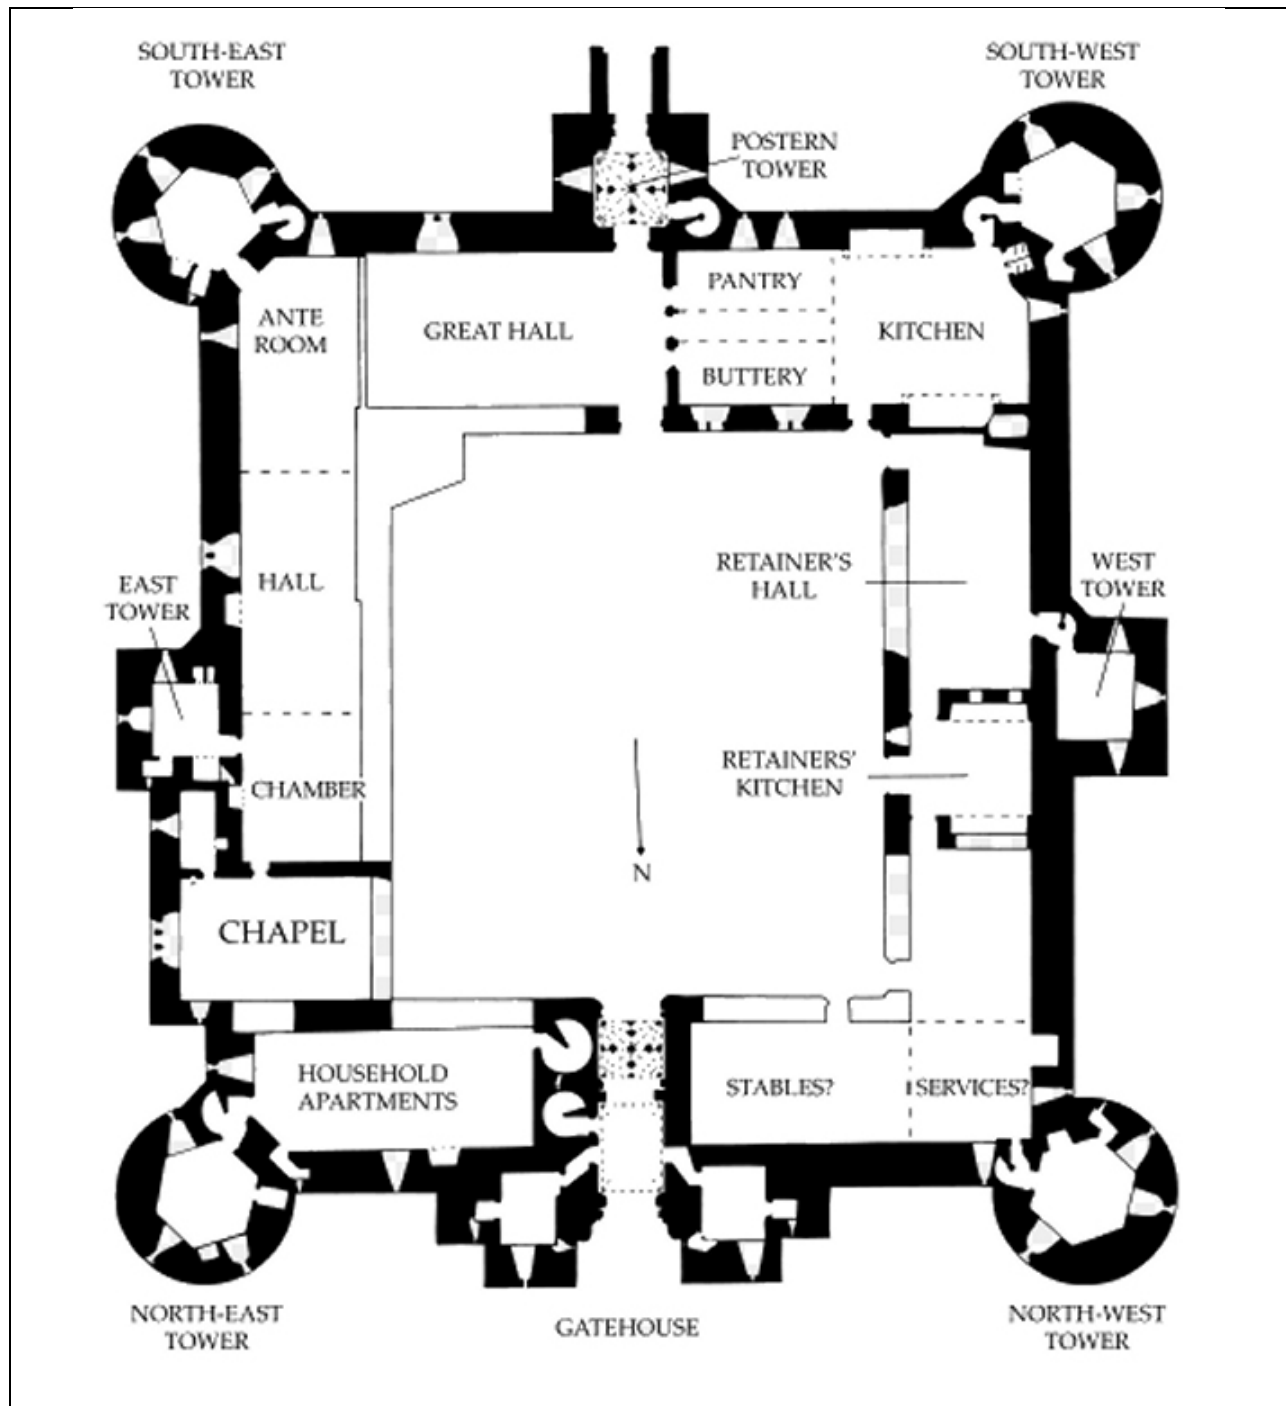 SOUTH-EAST
TOWER
SOUTH-WEST
TOWER
POSTERN
TOWER
PANTRY
ANTE
ROOM
GREAT HALL
KITCHEN
BUTTERY
RETAINER'S
HALL
WEST
TOWER
EAST
TOWER
HALL
RETAINERS'
KITCHEN
CHAMBER
N
CHAPEL
HOUSEHOLD
APARTMENTS
STABLES?
SERVICES?
NORTH-EAST
TOWER
GATEHOUSE
NORTH-WEST
TOWER